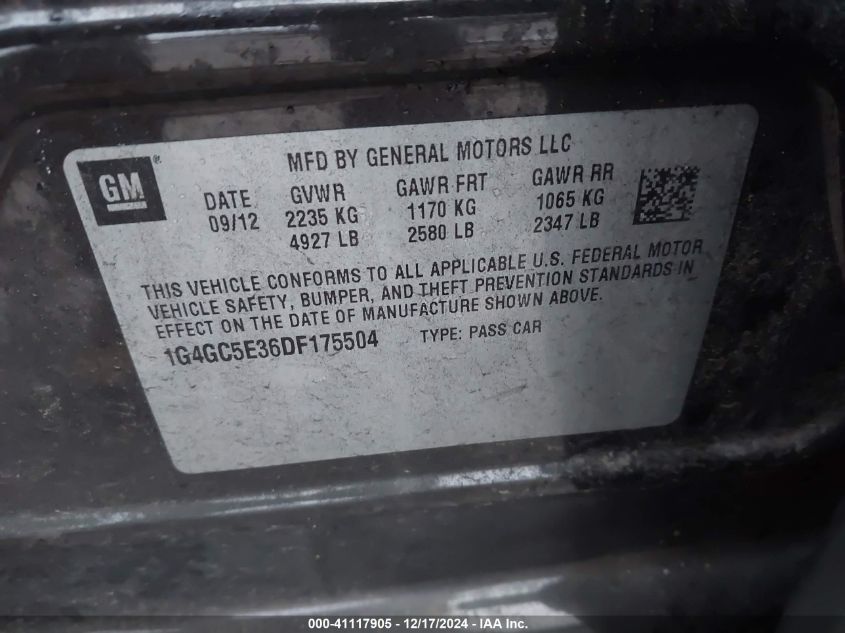 GM
MFD BY GENERAL MOTORS LLC
DATE GVWR GAWR FRT GAWR RR
09/12 2235 KG 1170 KG 1065 KG
4927 LB 2580 LB 2347 LB
THIS VEHICLE CONFORMS TO ALL APPLICABLE U.S. FEDERAL MOTOR
VEHICLE SAFETY, BUMPER, AND THEFT PREVENTION STANDARDS IN
EFFECT ON THE DATE OF MANUFACTURE SHOWN ABOVE.
1G4GC5E36DF175504 TYPE: PASS CAR
000-41117905 - 12/17/2024 - IAA Inc.